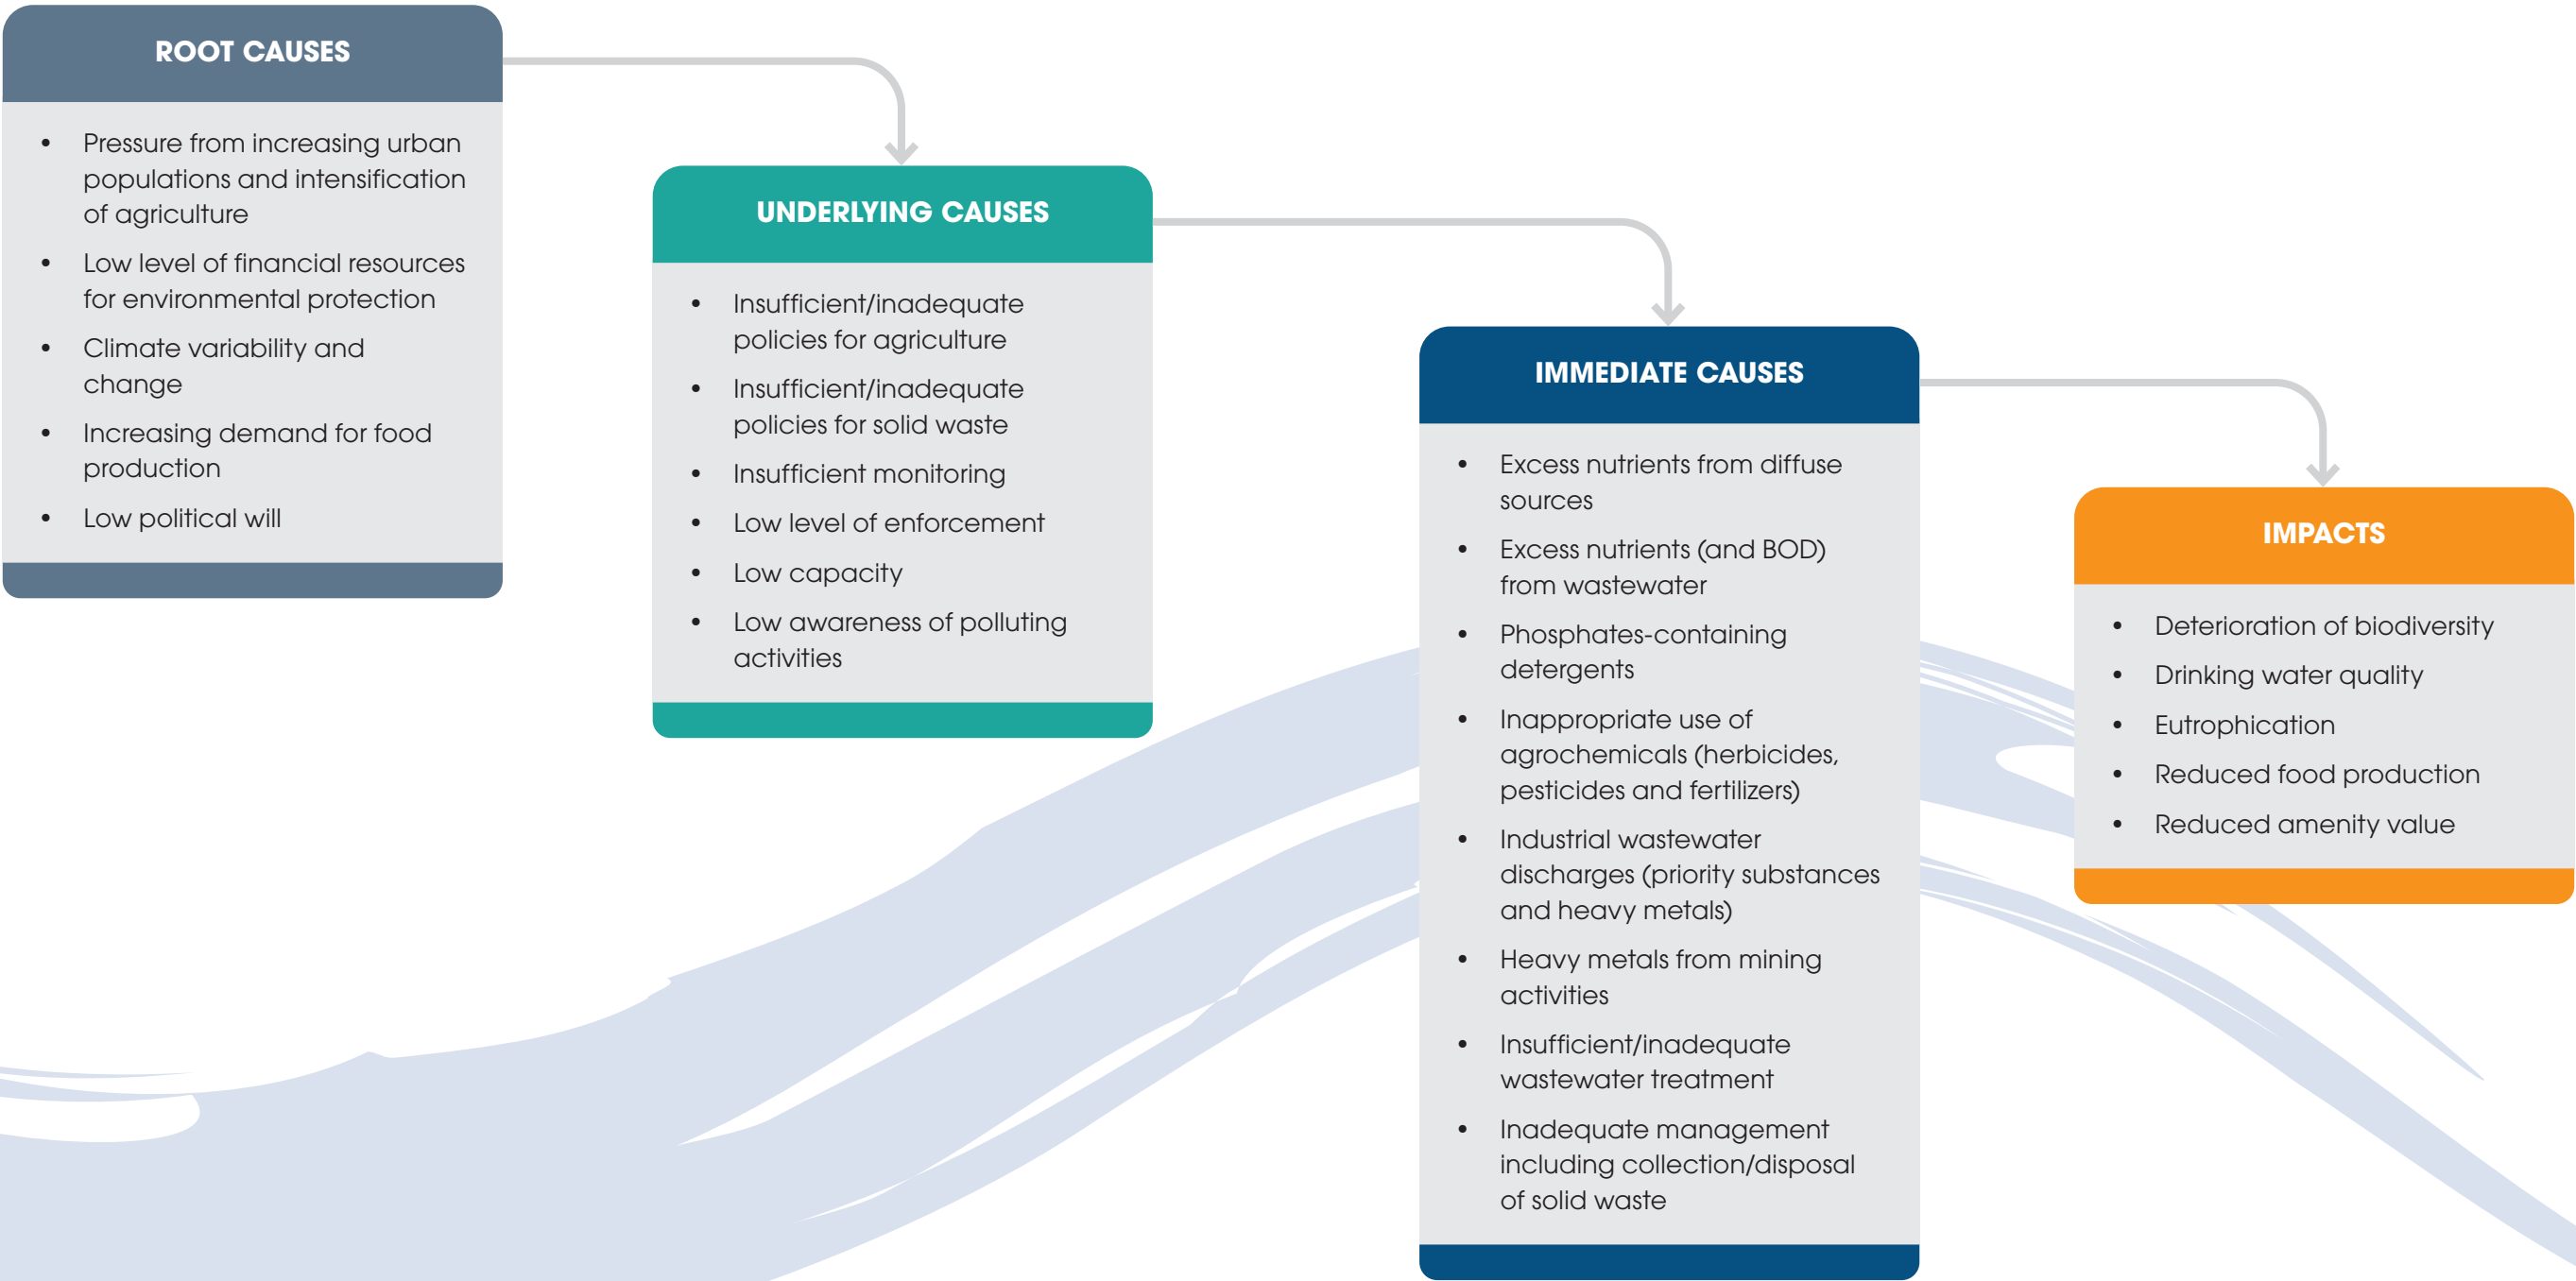 ROOT CAUSES
• Pressure from increasing urban
populations and intensification
of agriculture
• Low level of financial resources
for environmental protection
• Climate variability and
change
• Increasing demand for food
production
• Low political will
UNDERLYING CAUSES
• Insufficient/inadequate
policies for agriculture
• Insufficient/inadequate
policies for solid waste
• Insufficient monitoring
• Low level of enforcement
• Low capacity
• Low awareness of polluting
activities
IMMEDIATE CAUSES
• Excess nutrients from diffuse
sources
• Excess nutrients (and BOD)
from wastewater
• Phosphates-containing
detergents
• Inappropriate use of
agrochemicals (herbicides,
pesticides and fertilizers)
• Industrial wastewater
discharges (priority substances
and heavy metals)
• Heavy metals from mining
activities
• Insufficient/inadequate
wastewater treatment
• Inadequate management
including collection/disposal
of solid waste
IMPACTS
• Deterioration of biodiversity
• Drinking water quality
• Eutrophication
• Reduced food production
• Reduced amenity value